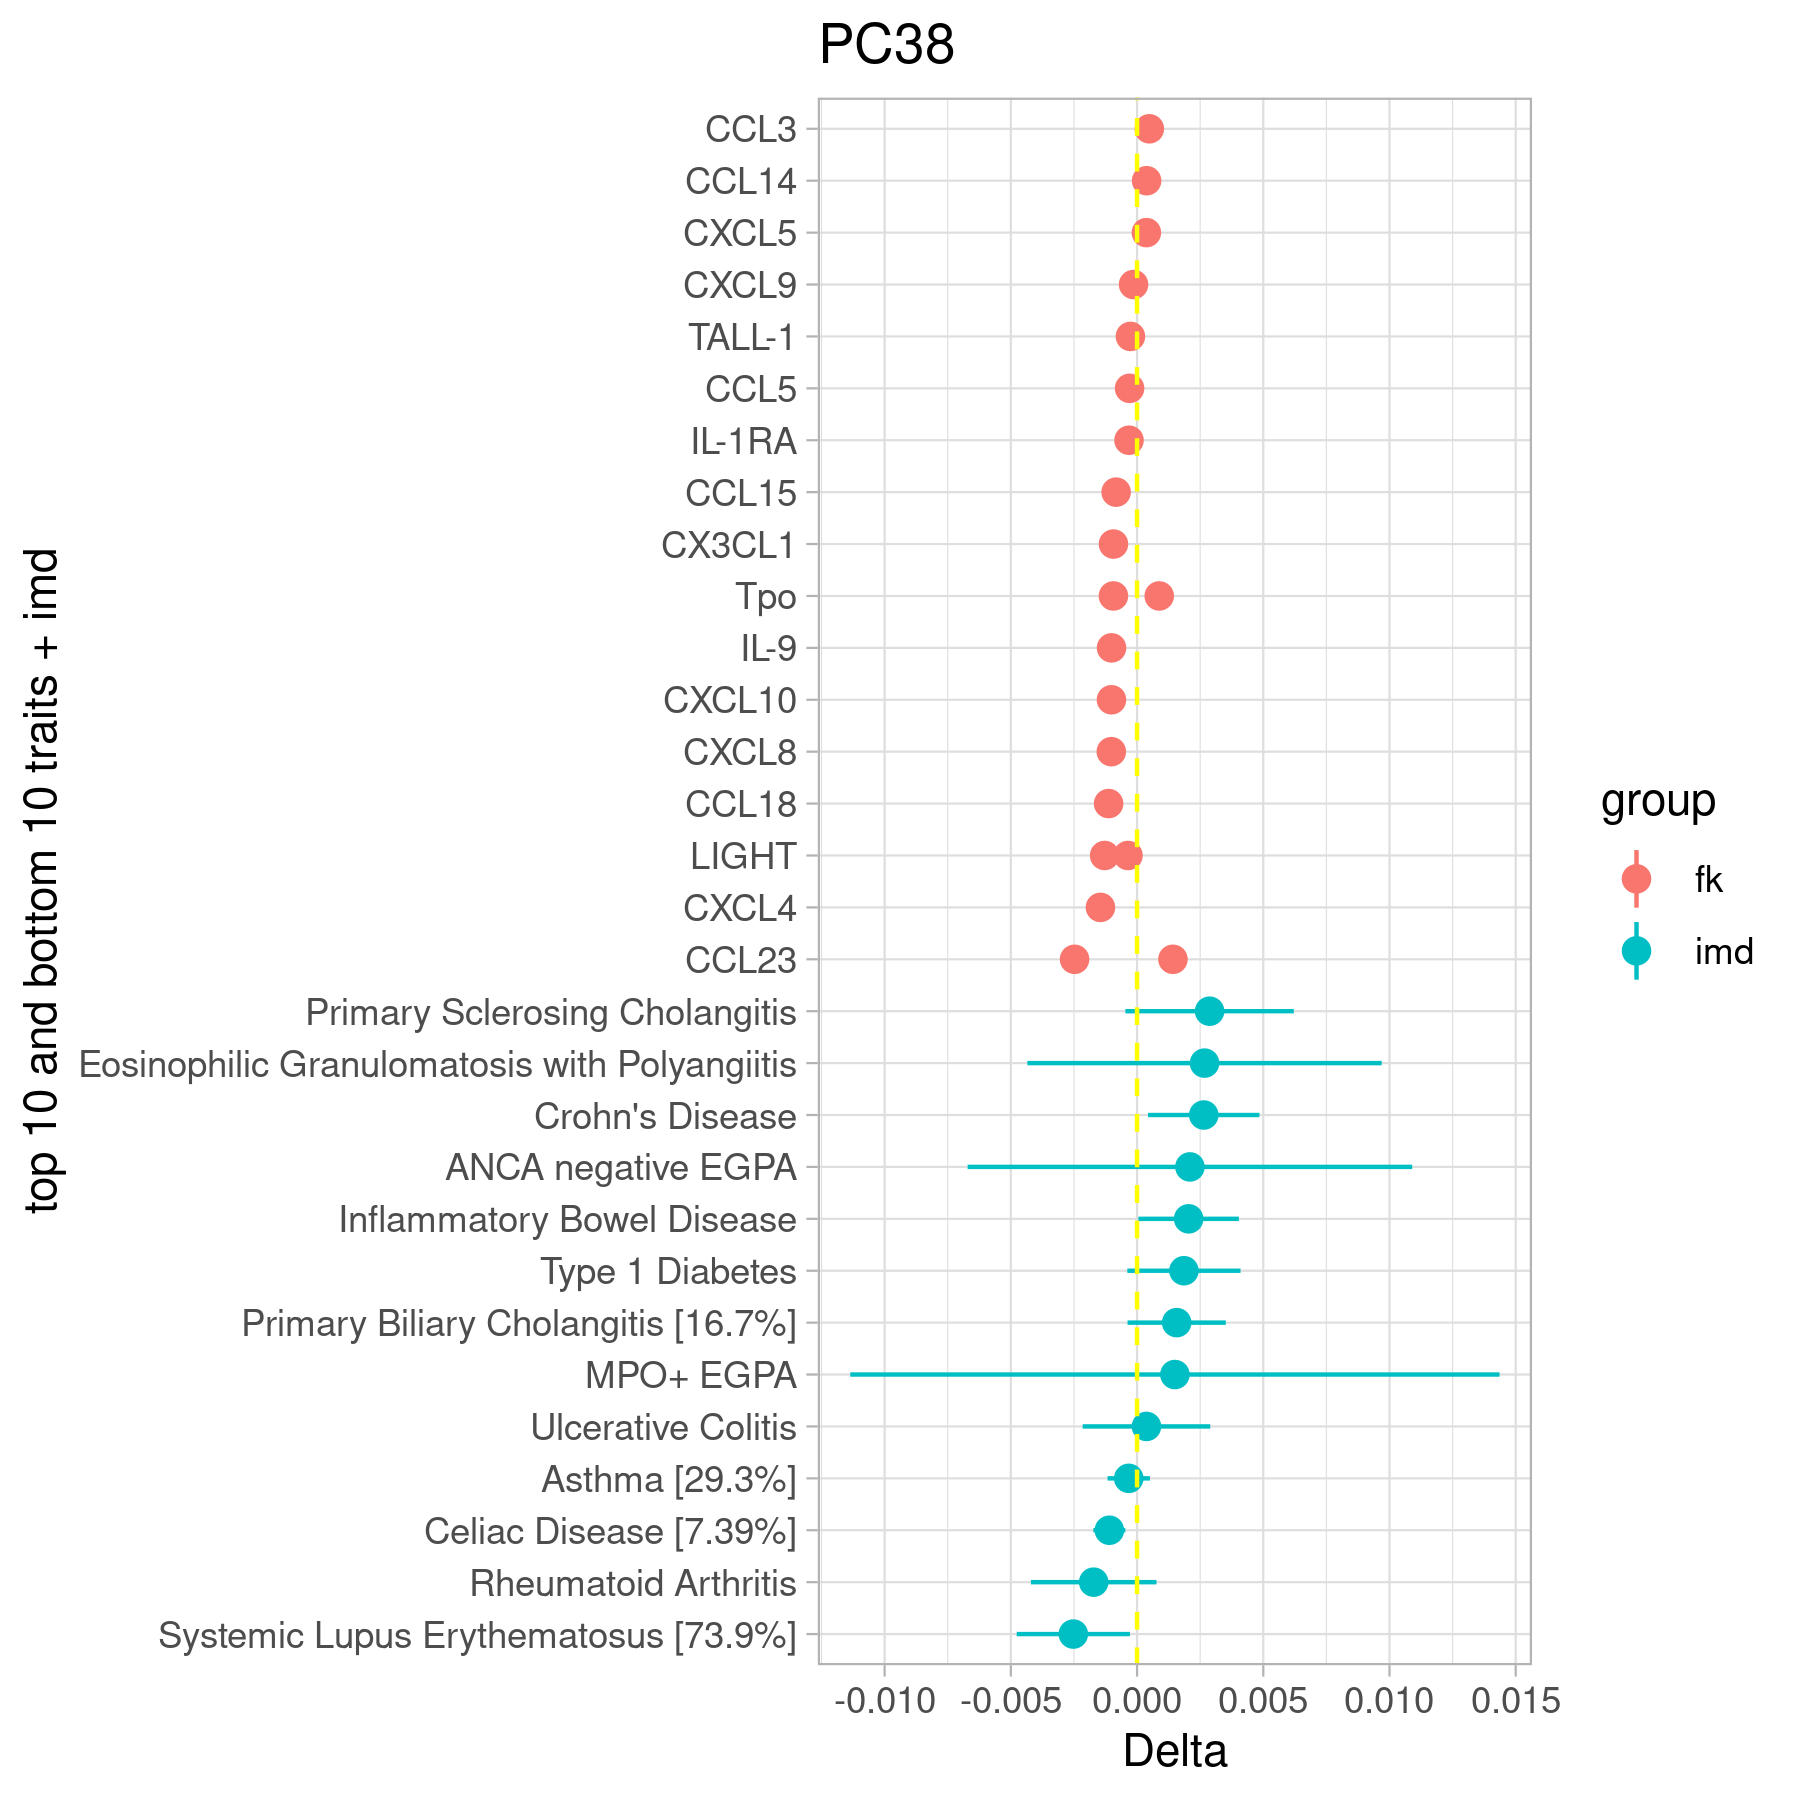 PC38
top 10 and bottom 10 traits + imd
CCL3
CCL14
CXCL5
CXCL9
TALL-1
CCL5
IL-1RA
CCL15
CX3CL1
Tpo
IL-9
CXCL10
CXCL8
CCL18
LIGHT
CXCL4
CCL23
Primary Sclerosing Cholangitis
Eosinophilic Granulomatosis with Polyangiitis
Crohn's Disease
ANCA negative EGPA
Inflammatory Bowel Disease
Type 1 Diabetes
Primary Biliary Cholangitis [16.7%]
MPO+ EGPA
Ulcerative Colitis
Asthma [29.3%]
Celiac Disease [7.39%]
Rheumatoid Arthritis
Systemic Lupus Erythematosus [73.9%]
-0.010 -0.005 0.000 0.005 0.010 0.015
Delta
group
fk
imd